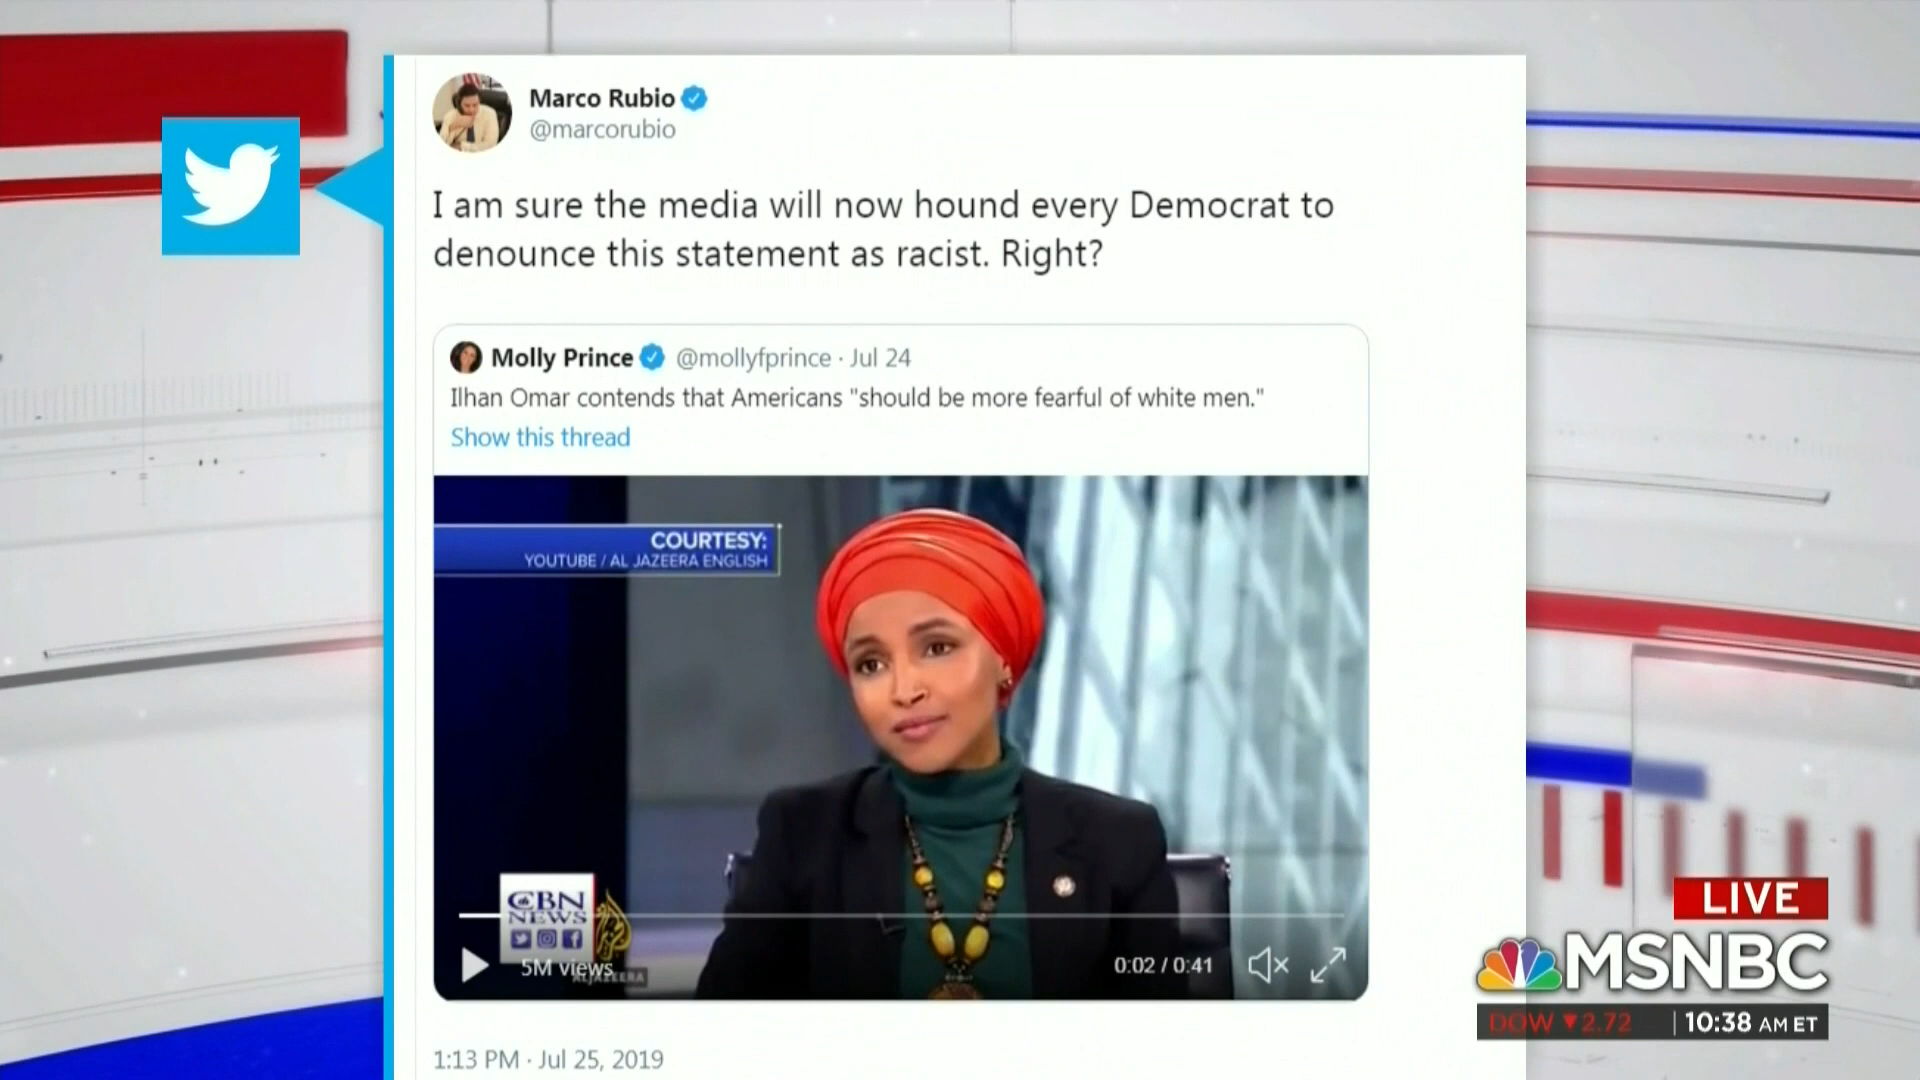 Marco Rubio
@marcorubio
I am sure the media will now hound every Democrat to
denounce this statement as racist. Right?
Molly Prince @mollyfprince · Jul 24
Ilhan Omar contends that Americans "should be more fearful of white men."
Show this thread
COURTESY:
YOUTUBE / AL JAZEERA ENGLISH
CBN
NEWS
5M views
ALJAZEERA
0:02 / 0:41
1:13 PM · Jul 25, 2019
LIVE
MSNBC
DOW ▼2.72 10:38 AM ET